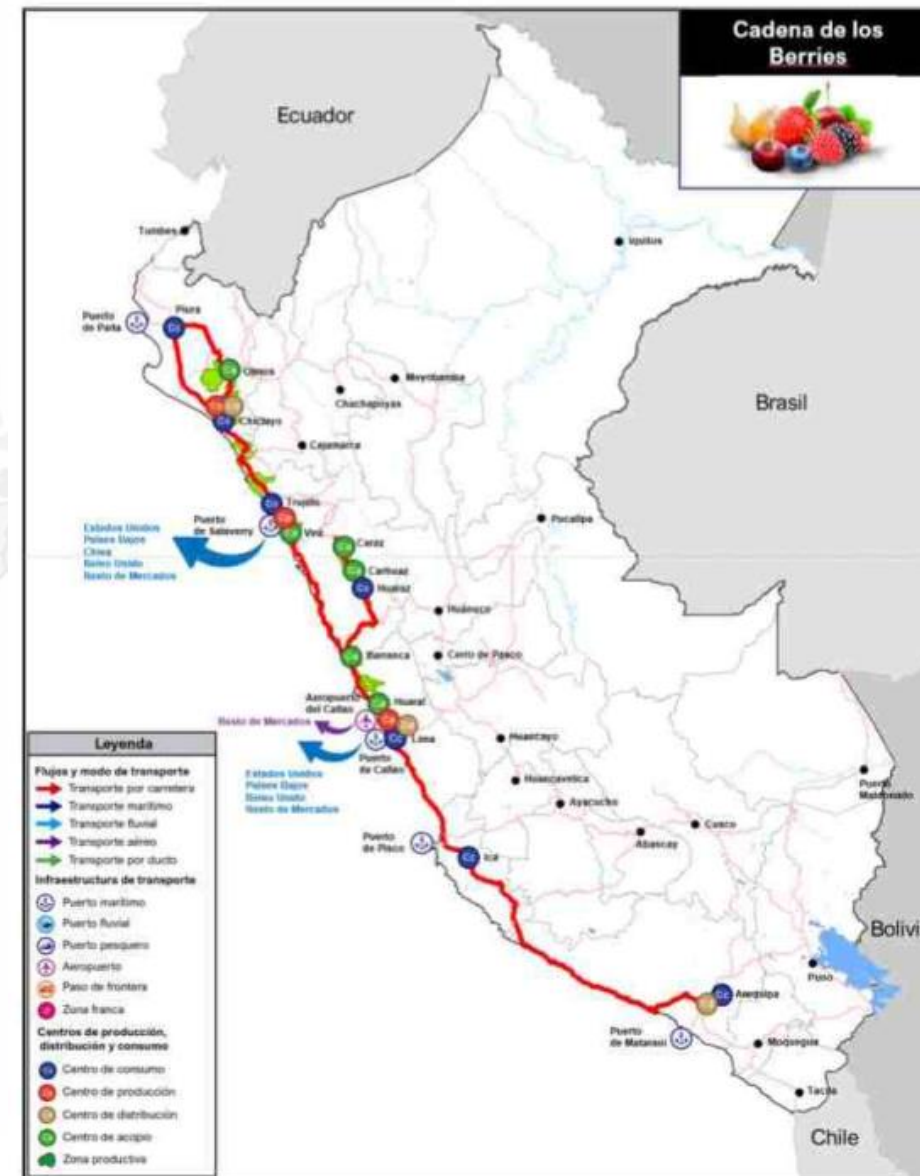 Cadena de los
Berries
Ecuador
Tumbes
Iquitos
Piura
Puerto
de Paita
Olmos
Moyobamba
Chachapoyas
Brasil
Chiclayo
Cajamarca
Trujillo
Puerto
de Salaverry
Virú
Pucallpa
Estados Unidos
Países Bajos
China
Reino Unido
Resto de Mercados
Caraz
Carhuaz
Huaraz
Huánuco
Barranca
Cerro de Pasco
Aeropuerto
del Callao
Huaral
Resto de Mercados
Lima
Puerto
de Callao
Huancayo
Estados Unidos
Países Bajos
Reino Unido
Resto de Mercados
Huancavelica
Ayacucho
Puerto
Maldonado
Cusco
Abancay
Puerto
de Pisco
Ica
Bolivi
Puno
Arequipa
Puerto
de Matarani
Moquegua
Tacna
Chile
Leyenda
Flujos y modo de transporte
Transporte por carretera
Transporte marítimo
Transporte fluvial
Transporte aéreo
Transporte por ducto
Infraestructura de transporte
Puerto marítimo
Puerto fluvial
Puerto pesquero
Aeropuerto
Paso de frontera
Zona franca
Centros de producción,
distribución y consumo
Centro de consumo
Centro de producción
Centro de distribución
Centro de acopio
Zona productiva